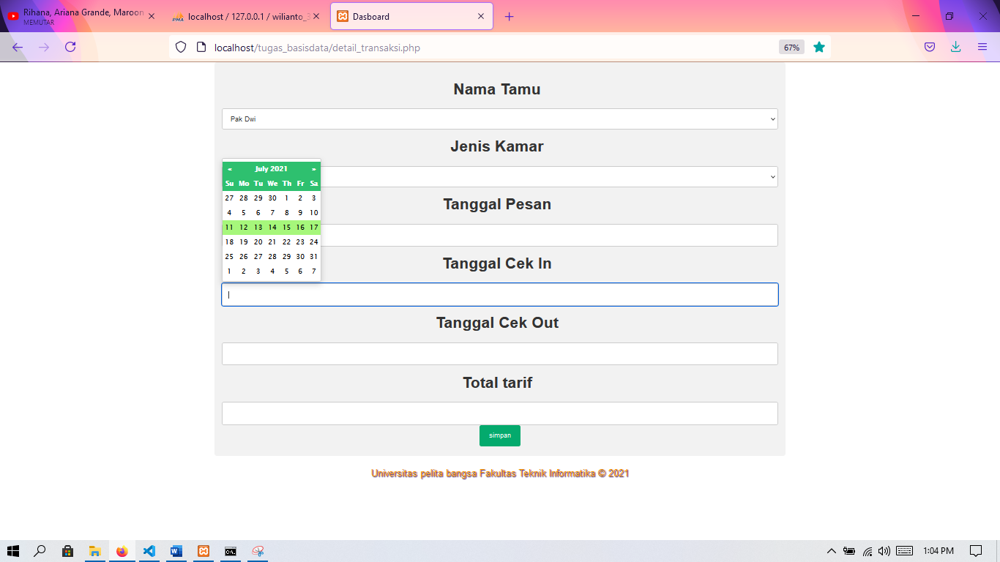 Rihana, Ariana Grande, Maroon
MEMUTAR
localhost / 127.0.0.1 / wilianto_3
Dasboard
localhost/tugas_basisdata/detail_transaksi.php
67%
Nama Tamu
Pak Dwi
Jenis Kamar
« July 2021 »
Su Mo Tu We Th Fr Sa
27 28 29 30 1 2 3
4 5 6 7 8 9 10
11 12 13 14 15 16 17
18 19 20 21 22 23 24
25 26 27 28 29 30 31
1 2 3 4 5 6 7
Tanggal Pesan
Tanggal Cek In
Tanggal Cek Out
Total tarif
simpan
Universitas pelita bangsa Fakultas Teknik Informatika © 2021
1:04 PM